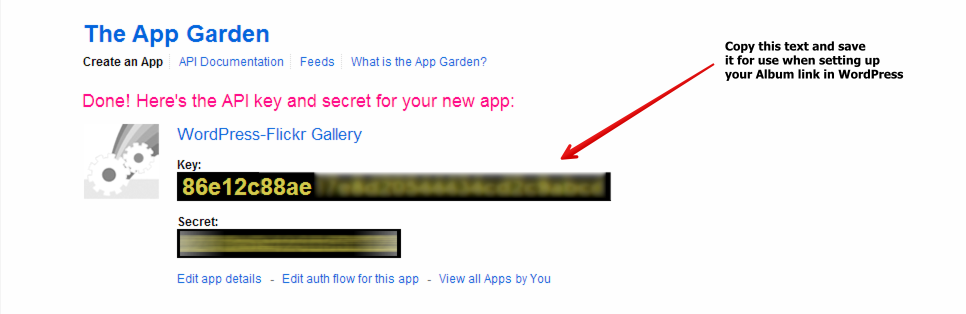 The App Garden
Create an App API Documentation Feeds What is the App Garden?
Copy this text and save
it for use when setting up
your Album link in WordPress
Done! Here's the API key and secret for your new app:
WordPress-Flickr Gallery
Key:
86e12c88ae
Secret:
Edit app details - Edit auth flow for this app - View all Apps by You